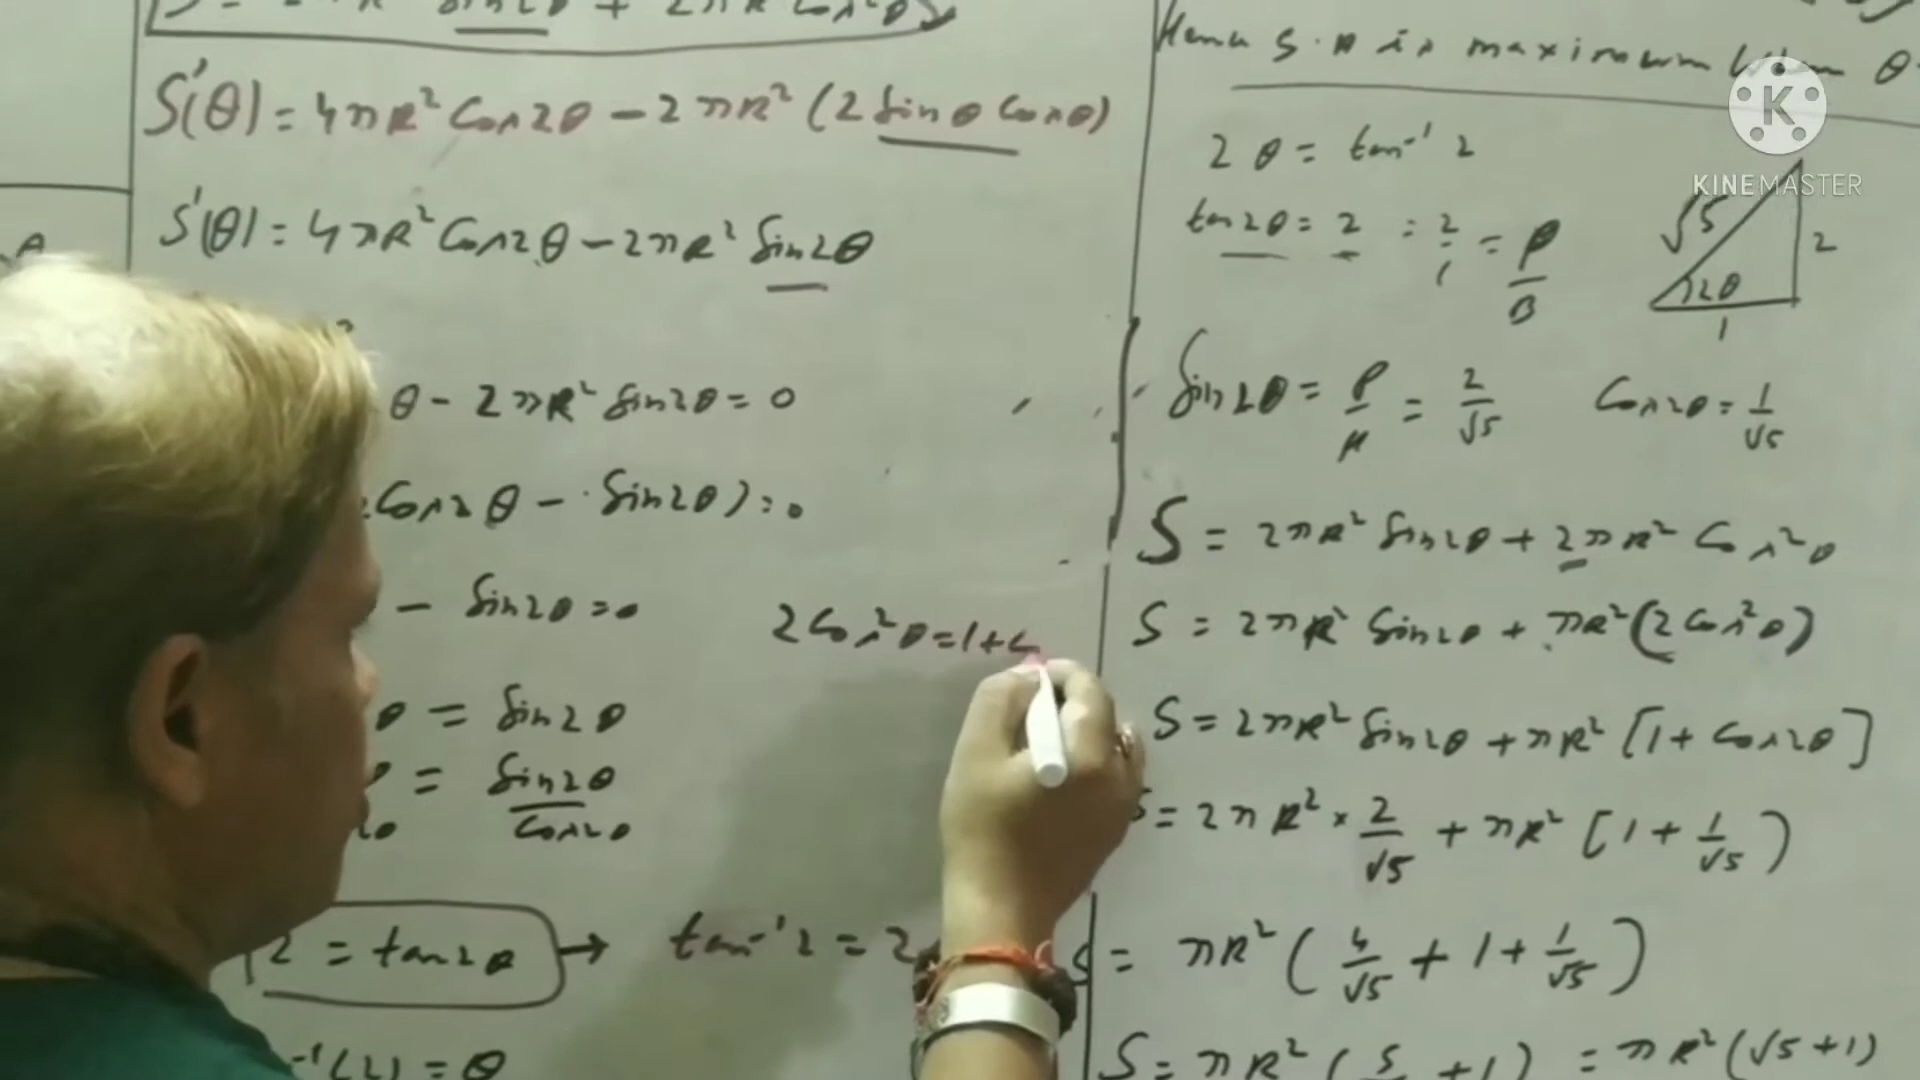 S'(θ) = 4πR² Cos2θ - 2πR² (2 Sinθ Cosθ)
S'(θ) = 4πR² Cos2θ - 2πR² Sin2θ
θ - 2πR² Sin2θ = 0
Cos2θ - Sin2θ) = 0
- Sin2θ = 0
θ = Sin2θ
= Sin2θ / Cos2θ
2 = tan2θ → tan⁻¹2 = 2
⁻¹(2) = θ
2Cos²θ = 1+C
Hence S.A is maximum when θ
2θ = tan⁻¹ 2
tan2θ = 2 = 2/1 = P/B
√5 2 2θ 1
Sin2θ = P/H = 2/√5 Cos2θ = 1/√5
S = 2πR² Sin2θ + 2πR² Cos²θ
S = 2πR² Sin2θ + πR² (2Cos²θ)
S = 2πR² Sin2θ + πR² [1 + Cos2θ]
S = 2πR² × 2/√5 + πR² [1 + 1/√5)
S = πR² (4/√5 + 1 + 1/√5)
S = πR² (5 + 1) = πR² (√5 + 1)
K
KINEMASTER